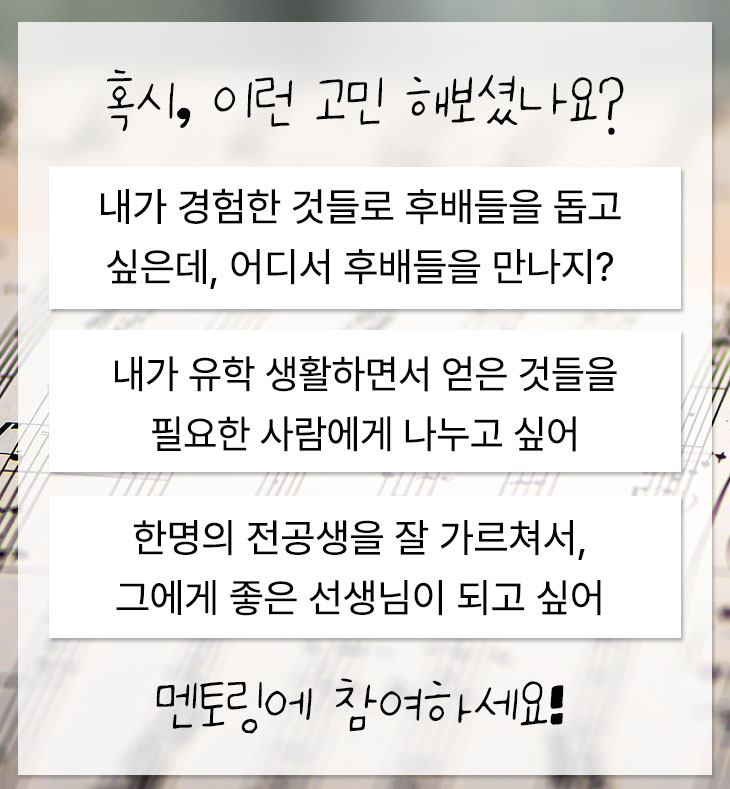 혹시, 이런 고민 해보셨나요?
내가 경험한 것들로 후배들을 돕고
싶은데, 어디서 후배들을 만나지?
내가 유학 생활하면서 얻은 것들을
필요한 사람에게 나누고 싶어
한명의 전공생을 잘 가르쳐서,
그에게 좋은 선생님이 되고 싶어
멘토링에 참여하세요!